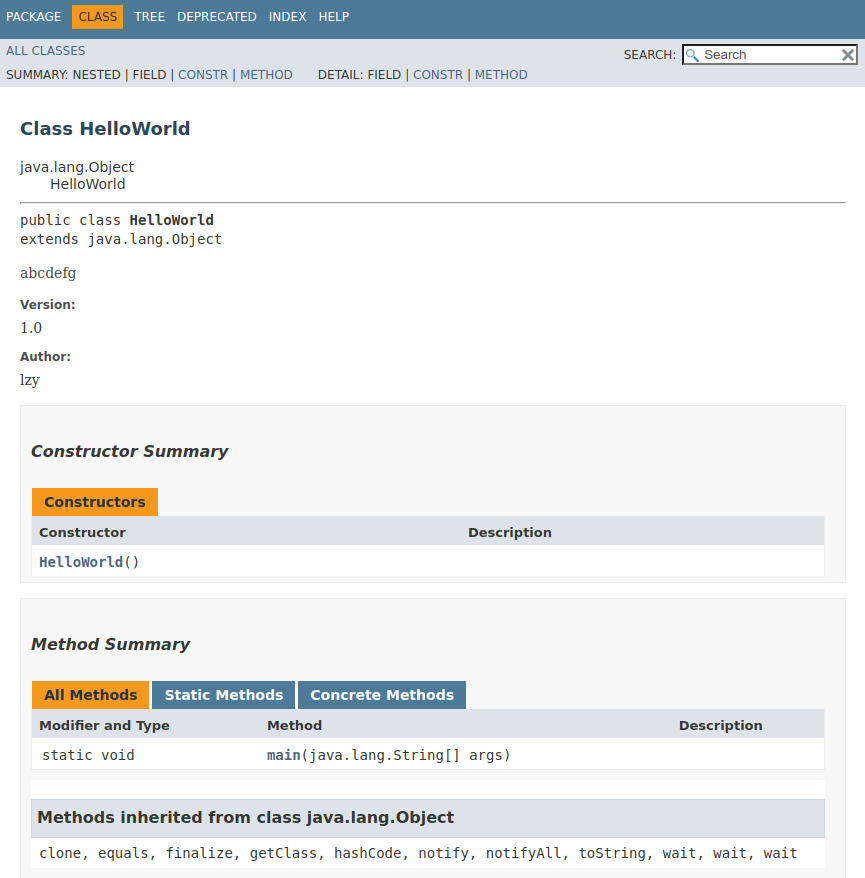 PACKAGE CLASS TREE DEPRECATED INDEX HELP
ALL CLASSES
SEARCH: Search
SUMMARY: NESTED | FIELD | CONSTR | METHOD DETAIL: FIELD | CONSTR | METHOD
Class HelloWorld
java.lang.Object
HelloWorld
public class HelloWorld
extends java.lang.Object
abcdefg
Version:
1.0
Author:
lzy
Constructor Summary
Constructors
Constructor Description
HelloWorld()
Method Summary
All Methods Static Methods Concrete Methods
Modifier and Type Method Description
static void main(java.lang.String[] args)
Methods inherited from class java.lang.Object
clone, equals, finalize, getClass, hashCode, notify, notifyAll, toString, wait, wait, wait